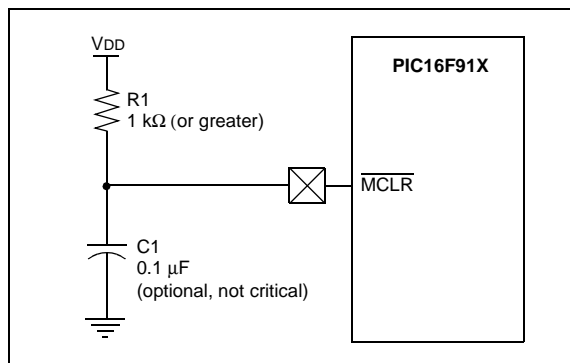 VDD
PIC16F91X
R1
1 kΩ (or greater)
MCLR
C1
0.1 μF
(optional, not critical)